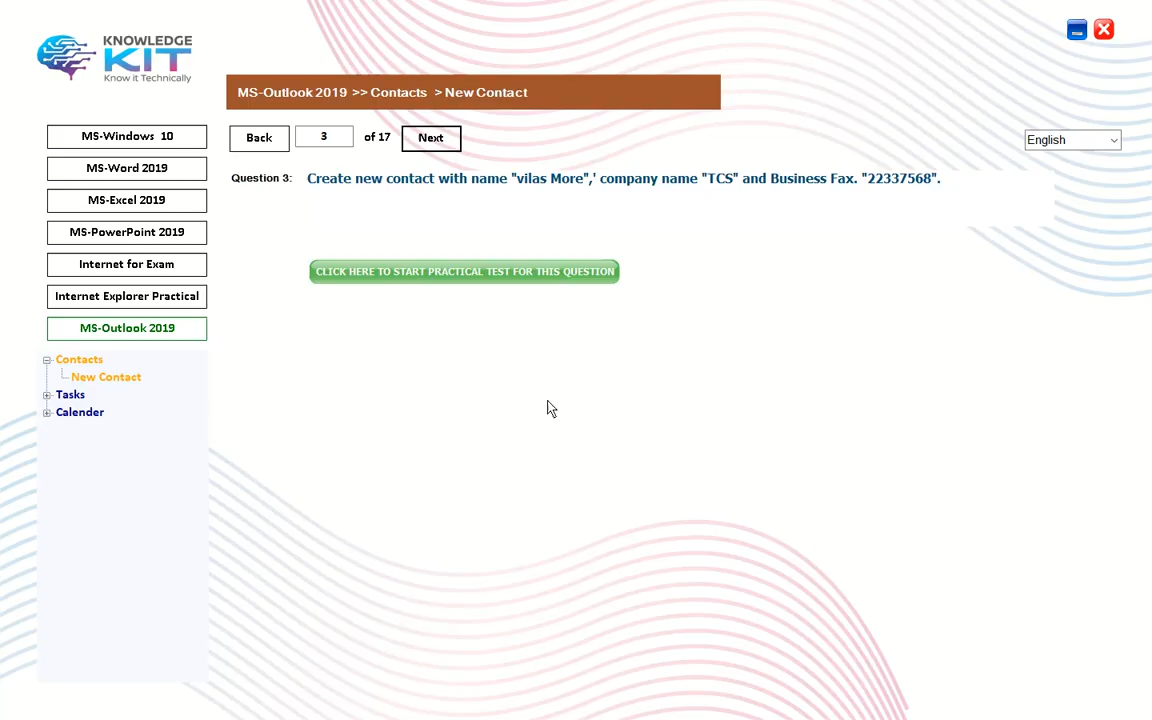 KNOWLEDGE
KIT
Know it Technically
MS-Outlook 2019 >> Contacts > New Contact
Back 3 of 17 Next
English
Question 3: Create new contact with name "vilas More",' company name "TCS" and Business Fax. "22337568".
CLICK HERE TO START PRACTICAL TEST FOR THIS QUESTION
MS-Windows 10
MS-Word 2019
MS-Excel 2019
MS-PowerPoint 2019
Internet for Exam
Internet Explorer Practical
MS-Outlook 2019
Contacts
New Contact
Tasks
Calender